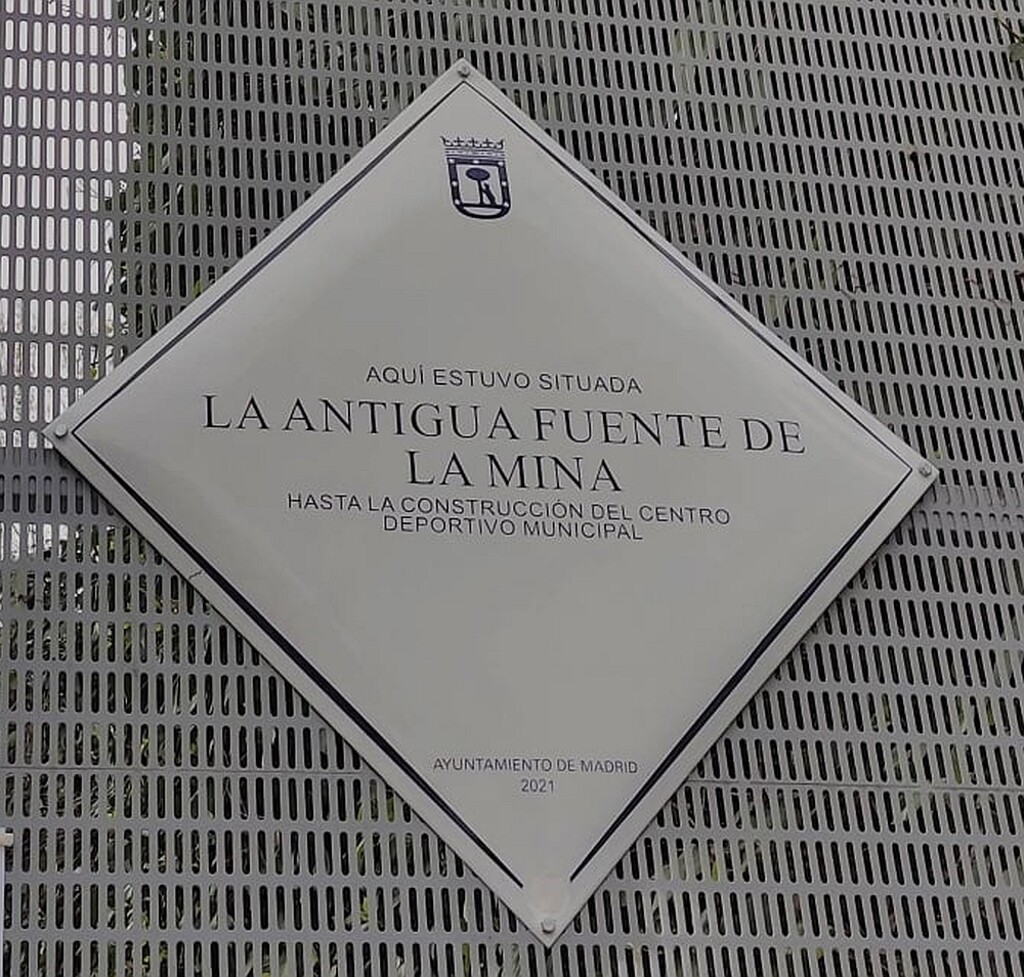 AQUÍ ESTUVO SITUADA
LA ANTIGUA FUENTE DE
LA MINA
HASTA LA CONSTRUCCIÓN DEL CENTRO
DEPORTIVO MUNICIPAL
AYUNTAMIENTO DE MADRID
2021